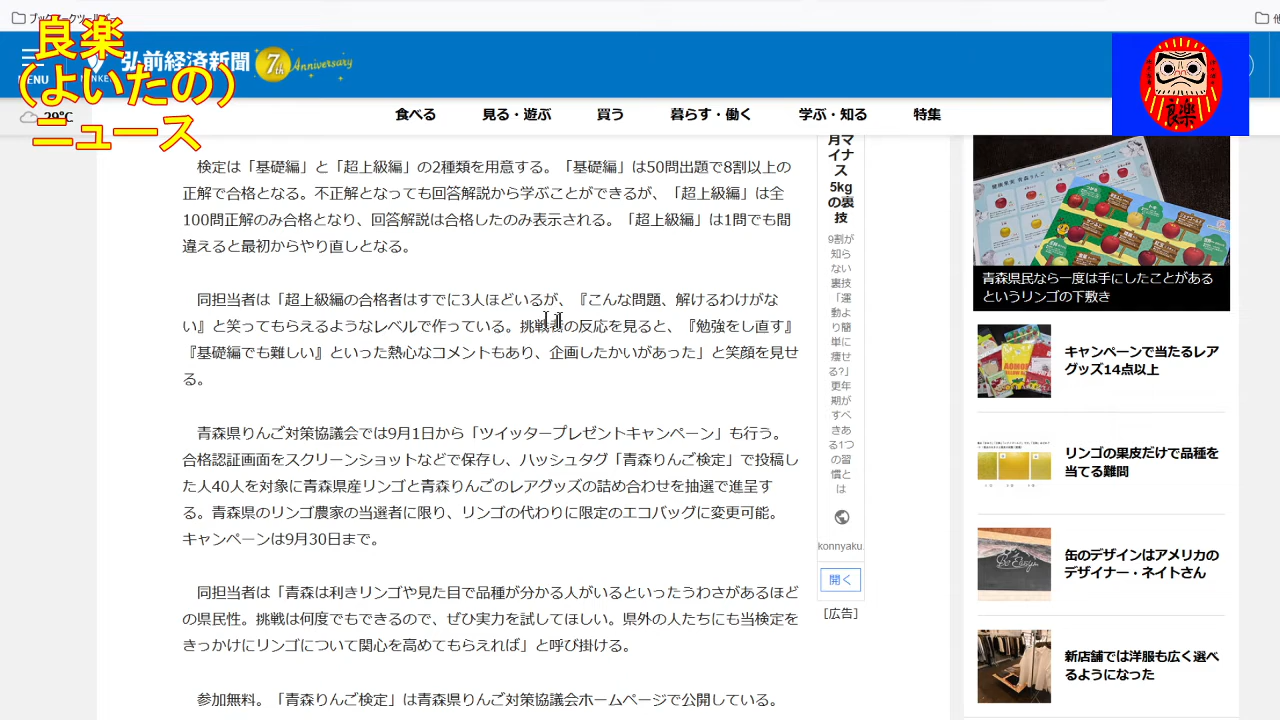 良楽
(よいたの)
ニュース
MENU
弘前経済新聞
7th Anniversary
29℃
食べる 見る・遊ぶ 買う 暮らす・働く 学ぶ・知る 特集
検定は「基礎編」と「超上級編」の2種類を用意する。「基礎編」は50問出題で8割以上の
正解で合格となる。不正解となっても回答解説から学ぶことができるが、「超上級編」は全
100問正解のみ合格となり、回答解説は合格したのみ表示される。「超上級編」は1問でも間
違えると最初からやり直しとなる。
同担当者は「超上級編の合格者はすでに3人ほどいるが、『こんな問題、解けるわけがな
い』と笑ってもらえるようなレベルで作っている。挑戦者の反応を見ると、『勉強をし直す』
『基礎編でも難しい』といった熱心なコメントもあり、企画したかいがあった」と笑顔を見せ
る。
青森県りんご対策協議会では9月1日から「ツイッタープレゼントキャンペーン」も行う。
合格認証画面をスクリーンショットなどで保存し、ハッシュタグ「青森りんご検定」で投稿し
た人40人を対象に青森県産リンゴと青森りんごのレアグッズの詰め合わせを抽選で進呈す
る。青森県のリンゴ農家の当選者に限り、リンゴの代わりに限定のエコバッグに変更可能。
キャンペーンは9月30日まで。
同担当者は「青森は利きリンゴや見た目で品種が分かる人がいるといったうわさがあるほど
の県民性。挑戦は何度でもできるので、ぜひ実力を試してほしい。県外の人たちにも当検定を
きっかけにリンゴについて関心を高めてもらえれば」と呼び掛ける。
参加無料。「青森りんご検定」は青森県りんご対策協議会ホームページで公開している。
月マ
イナ
ス
5kg
の裏
技
9割が
知ら
ない
裏技
「運
動よ
り簡
単に
痩せ
る?」
更年
期が
すべ
きあ
る1つ
の習
慣と
は
konnyaku.
開く
[広告]
良楽
青森県民なら一度は手にしたことがある
というリンゴの下敷き
キャンペーンで当たるレア
グッズ14点以上
リンゴの果皮だけで品種を
当てる難問
缶のデザインはアメリカの
デザイナー・ネイトさん
新店舗では洋服も広く選べ
るようになった